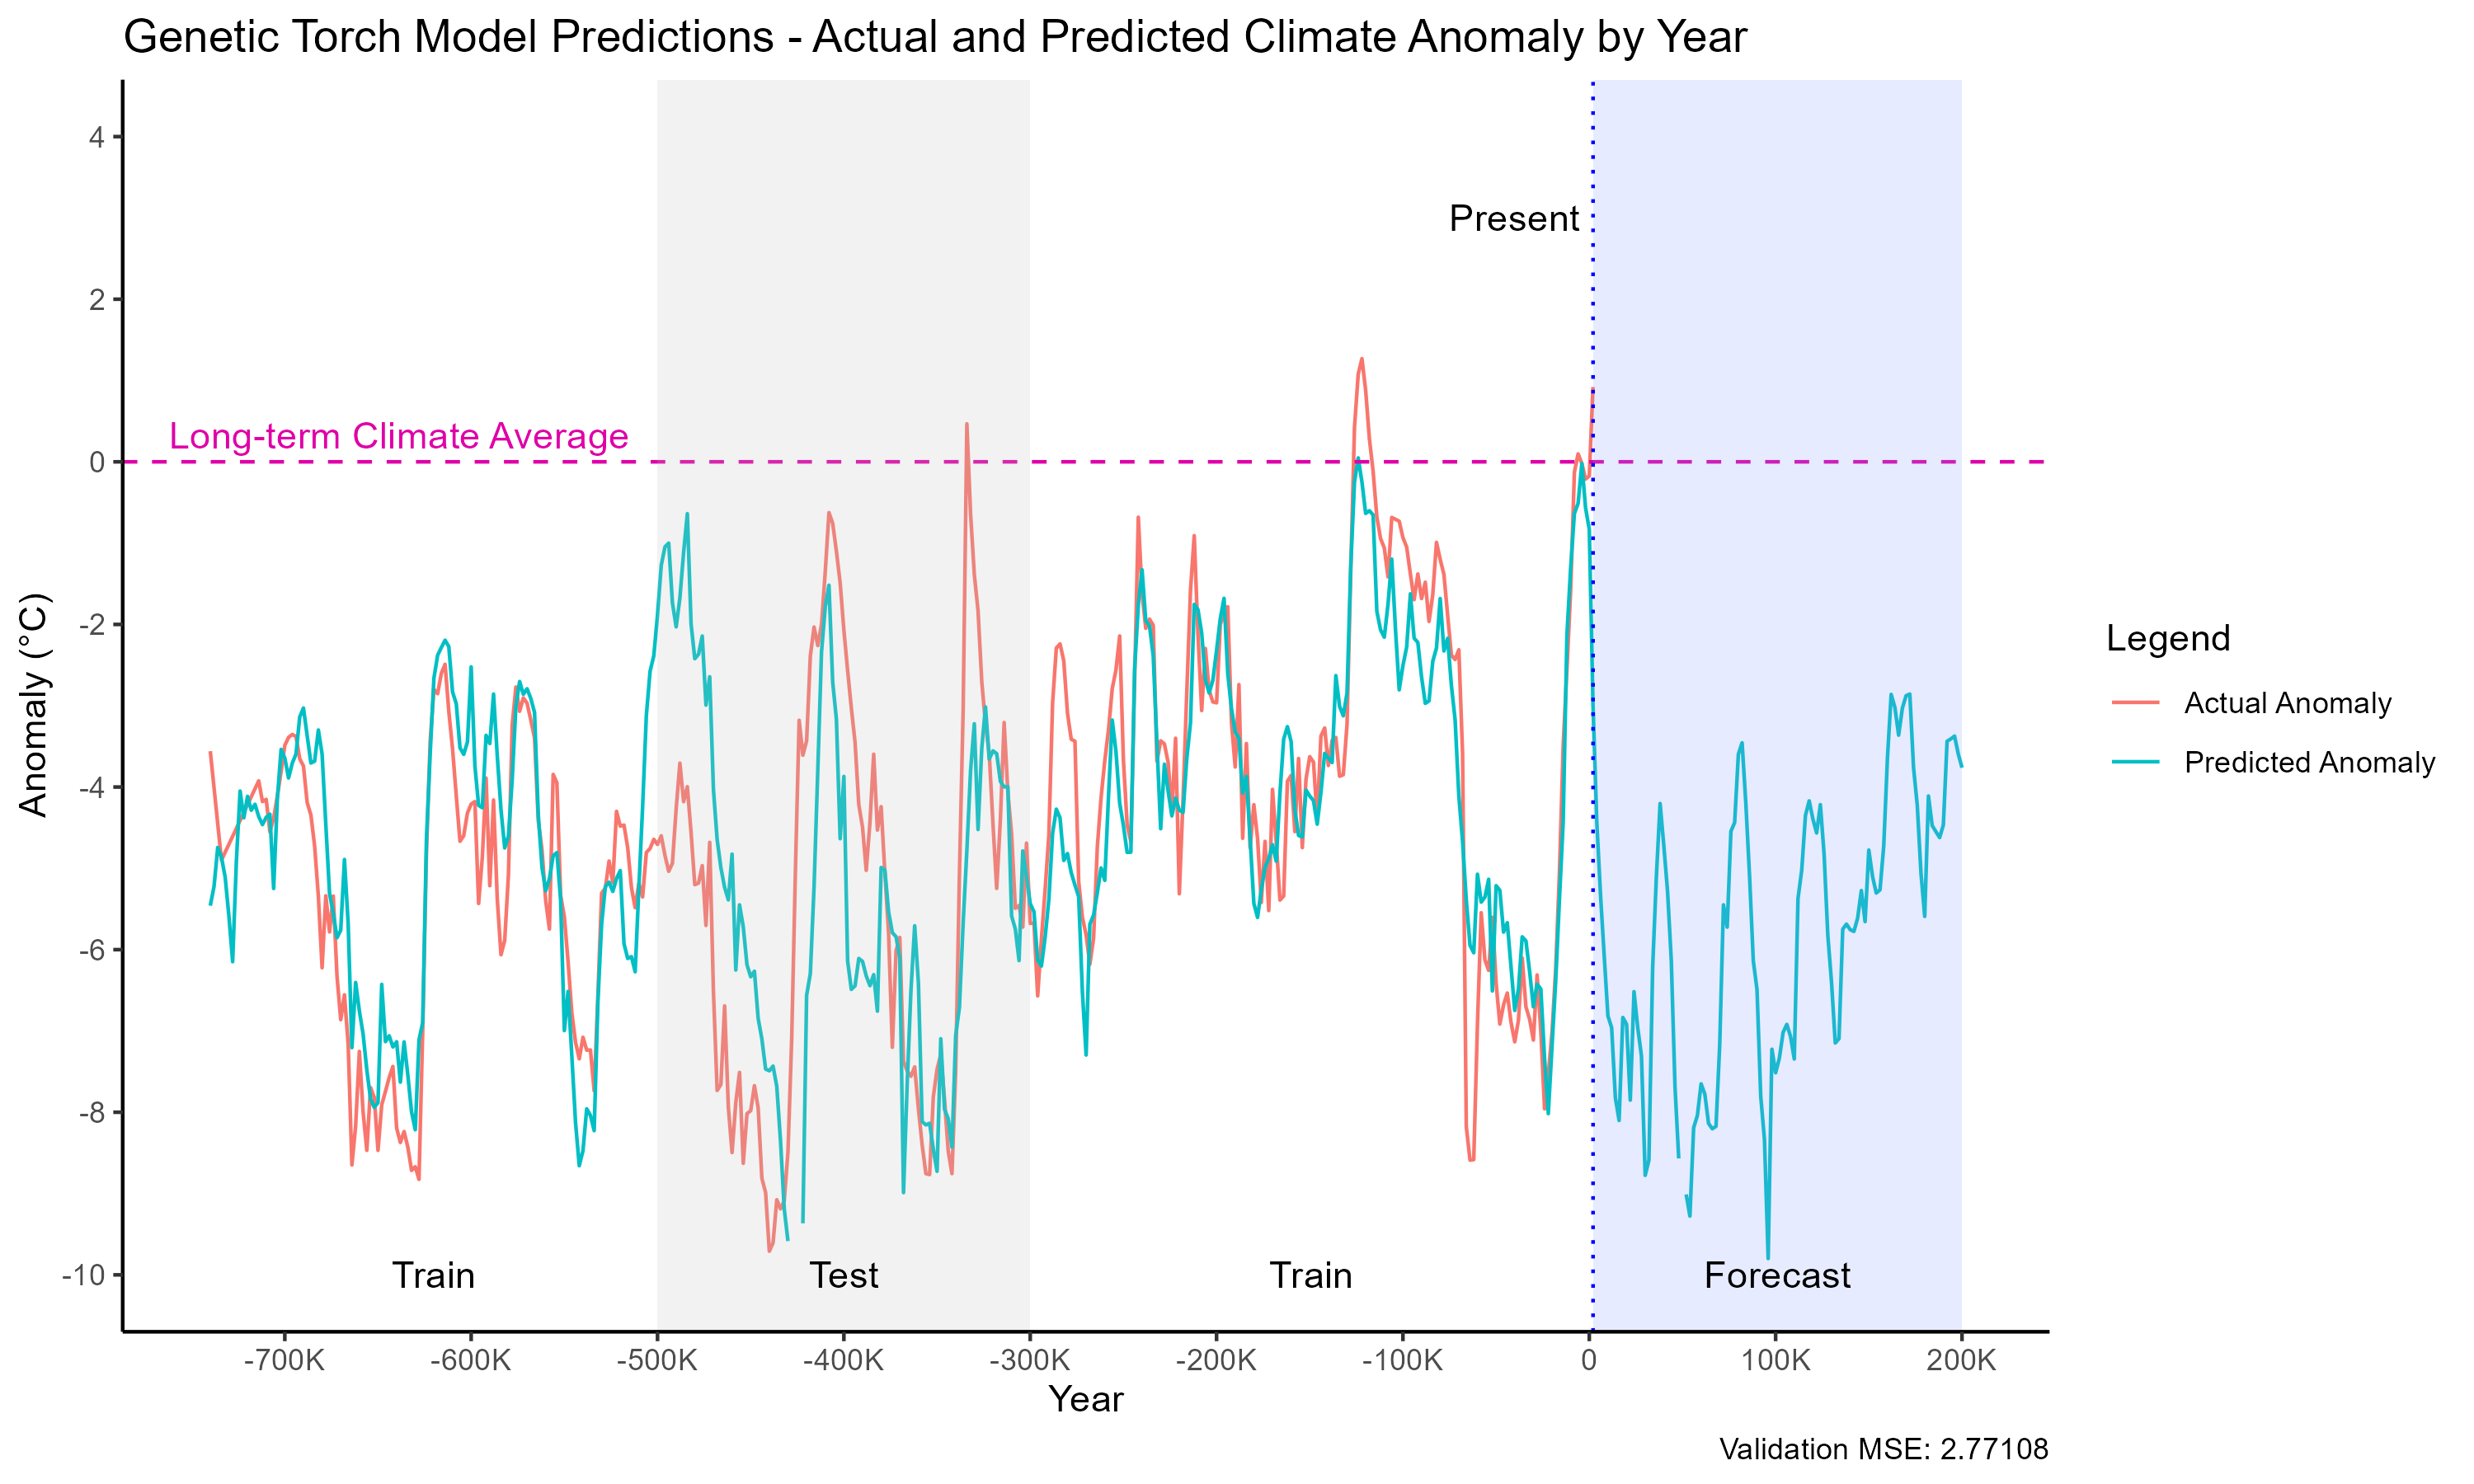 Genetic Torch Model Predictions - Actual and Predicted Climate Anomaly by Year
4
2
0
-2
-4
-6
-8
-10
Anomaly (°C)
Present
Long-term Climate Average
Train
Test
Train
Forecast
-700K
-600K
-500K
-400K
-300K
-200K
-100K
0
100K
200K
Year
Legend
Actual Anomaly
Predicted Anomaly
Validation MSE: 2.77108